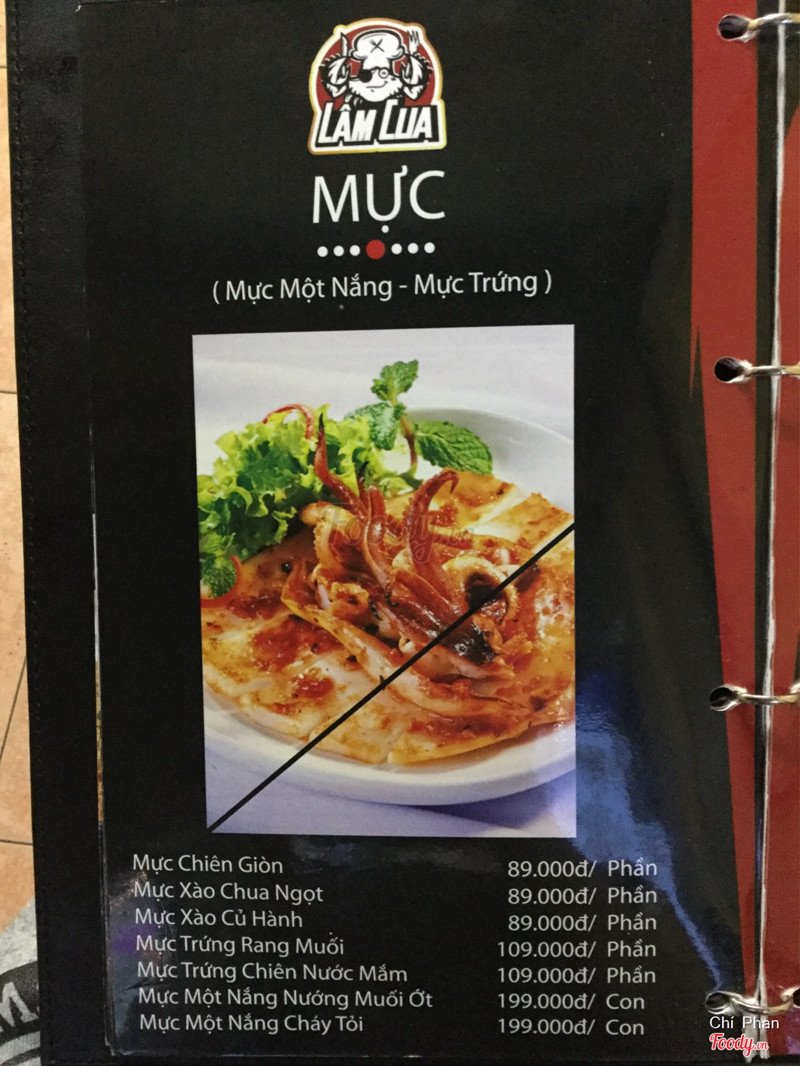 LÂM CUA
MỰC
( Mực Một Nắng - Mực Trứng )
Mực Chiên Giòn 89.000đ/ Phần
Mực Xào Chua Ngọt 89.000đ/ Phần
Mực Xào Củ Hành 89.000đ/ Phần
Mực Trứng Rang Muối 109.000đ/ Phần
Mực Trứng Chiên Nước Mắm 109.000đ/ Phần
Mực Một Nắng Nướng Muối Ớt 199.000đ/ Con
Mực Một Nắng Cháy Tỏi 199.000đ/ Con
Chí Phan
Foody.vn